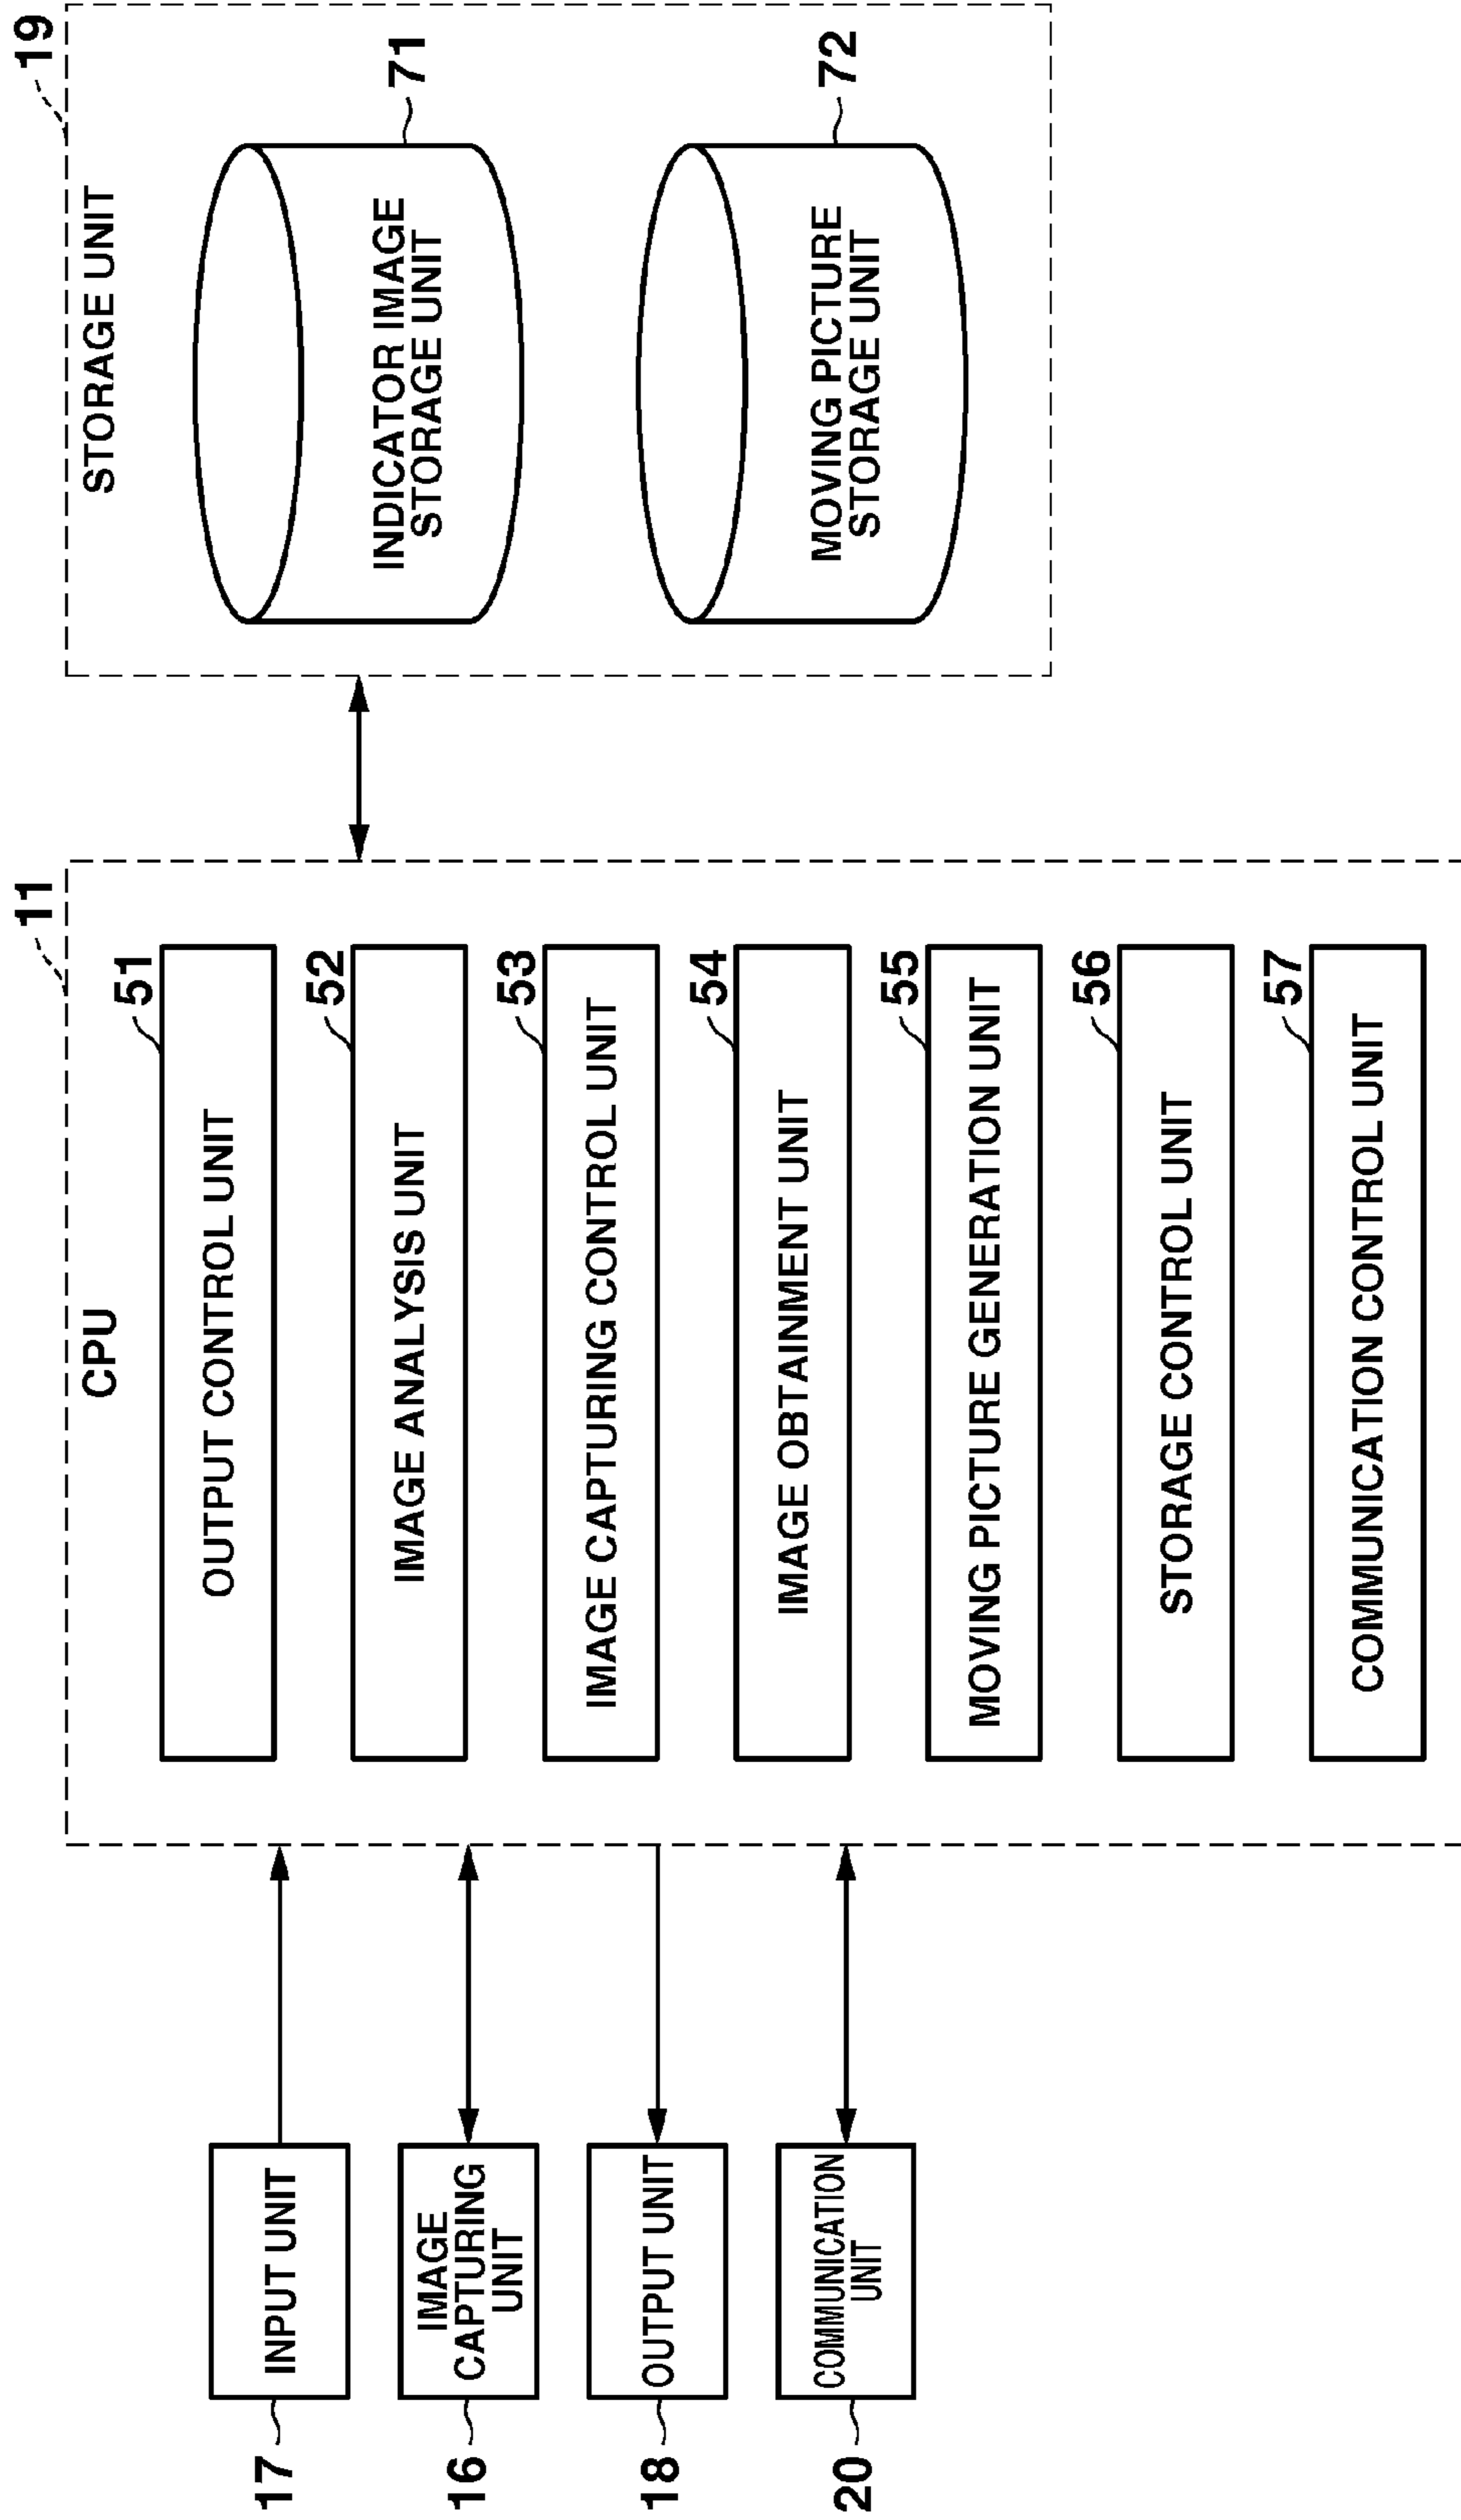 17
INPUT UNIT
16
IMAGE
CAPTURING
UNIT
18
OUTPUT UNIT
20
COMMUNICATION
UNIT
11
CPU
51
OUTPUT CONTROL UNIT
52
IMAGE ANALYSIS UNIT
53
IMAGE CAPTURING CONTROL UNIT
54
IMAGE OBTAINMENT UNIT
55
MOVING PICTURE GENERATION UNIT
56
STORAGE CONTROL UNIT
57
COMMUNICATION CONTROL UNIT
19
STORAGE UNIT
INDICATOR IMAGE
STORAGE UNIT
71
MOVING PICTURE
STORAGE UNIT
72